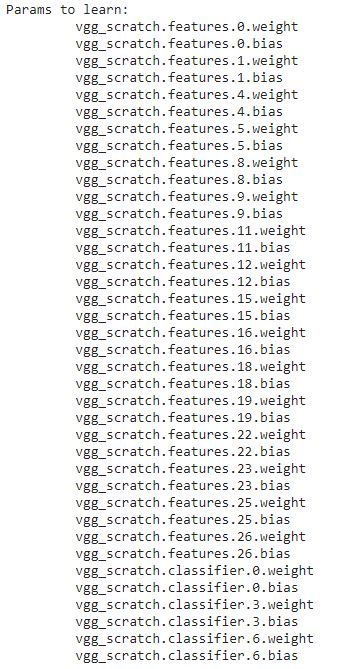 Params to learn:
vgg_scratch.features.0.weight
vgg_scratch.features.0.bias
vgg_scratch.features.1.weight
vgg_scratch.features.1.bias
vgg_scratch.features.4.weight
vgg_scratch.features.4.bias
vgg_scratch.features.5.weight
vgg_scratch.features.5.bias
vgg_scratch.features.8.weight
vgg_scratch.features.8.bias
vgg_scratch.features.9.weight
vgg_scratch.features.9.bias
vgg_scratch.features.11.weight
vgg_scratch.features.11.bias
vgg_scratch.features.12.weight
vgg_scratch.features.12.bias
vgg_scratch.features.15.weight
vgg_scratch.features.15.bias
vgg_scratch.features.16.weight
vgg_scratch.features.16.bias
vgg_scratch.features.18.weight
vgg_scratch.features.18.bias
vgg_scratch.features.19.weight
vgg_scratch.features.19.bias
vgg_scratch.features.22.weight
vgg_scratch.features.22.bias
vgg_scratch.features.23.weight
vgg_scratch.features.23.bias
vgg_scratch.features.25.weight
vgg_scratch.features.25.bias
vgg_scratch.features.26.weight
vgg_scratch.features.26.bias
vgg_scratch.classifier.0.weight
vgg_scratch.classifier.0.bias
vgg_scratch.classifier.3.weight
vgg_scratch.classifier.3.bias
vgg_scratch.classifier.6.weight
vgg_scratch.classifier.6.bias